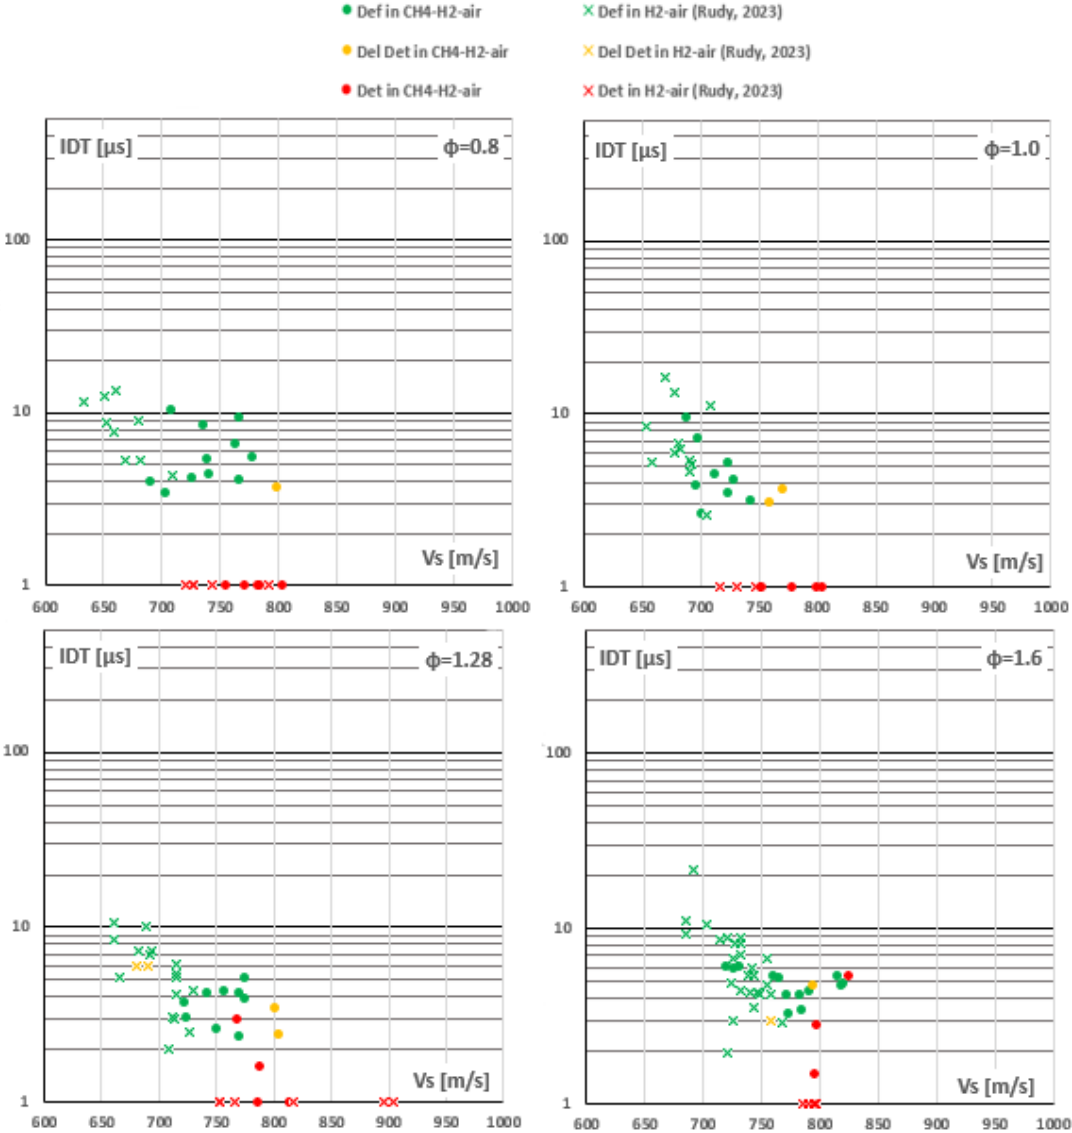 Def in CH4-H2-air Def in H2-air (Rudy, 2023)
Del Det in CH4-H2-air Del Det in H2-air (Rudy, 2023)
Det in CH4-H2-air Det in H2-air (Rudy, 2023)
IDT [µs] ϕ=0.8
100
10
Vs [m/s]
1
600 650 700 750 800 850 900 950 1000
IDT [µs] ϕ=1.0
100
10
Vs [m/s]
1
600 650 700 750 800 850 900 950 1000
IDT [µs] ϕ=1.28
100
10
Vs [m/s]
1
600 650 700 750 800 850 900 950 1000
IDT [µs] ϕ=1.6
100
10
Vs [m/s]
1
600 650 700 750 800 850 900 950 1000